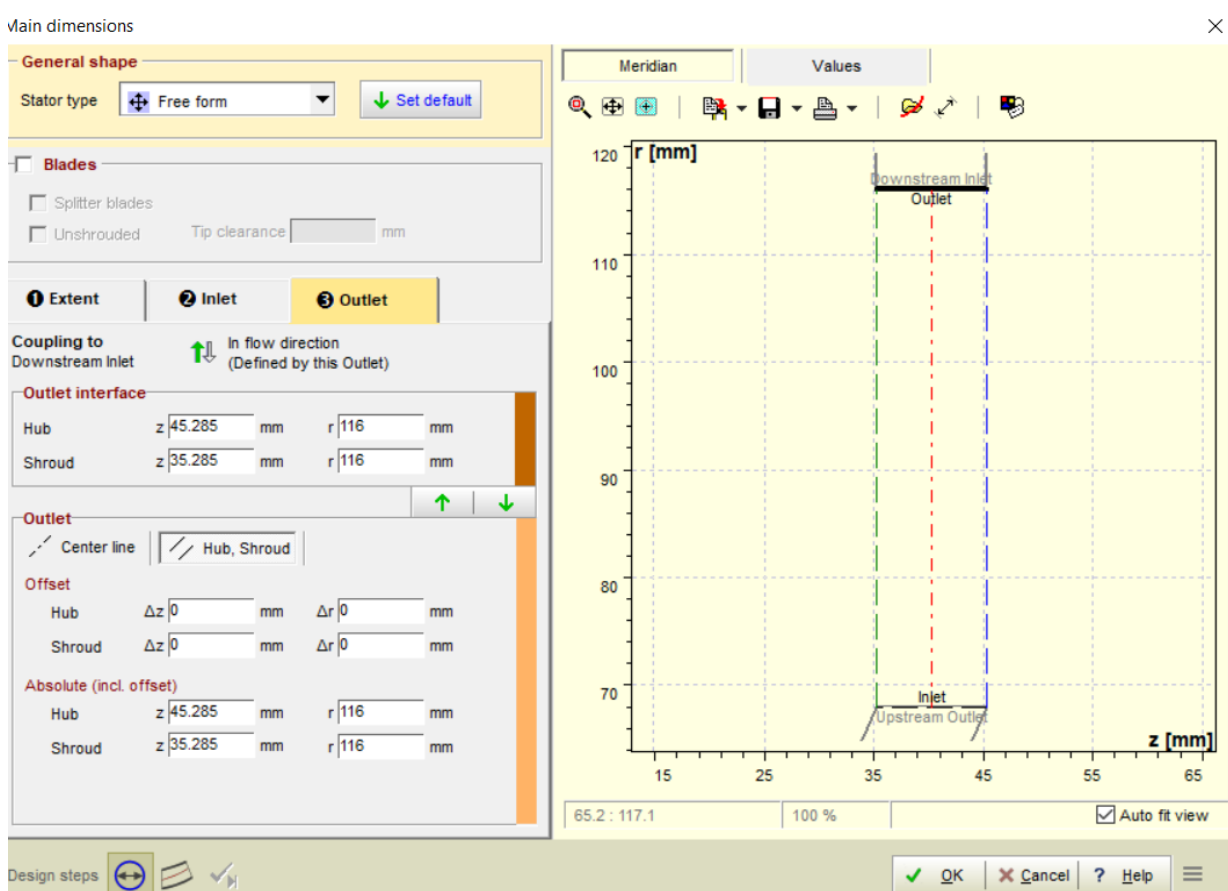 Main dimensions
General shape
Stator type Free form Set default
Blades
Splitter blades
Unshrouded Tip clearance mm
1 Extent 2 Inlet 3 Outlet
Coupling to
Downstream Inlet
In flow direction
(Defined by this Outlet)
Outlet interface
Hub z 45.285 mm r 116 mm
Shroud z 35.285 mm r 116 mm
Outlet
Center line Hub, Shroud
Offset
Hub Δz 0 mm Δr 0 mm
Shroud Δz 0 mm Δr 0 mm
Absolute (incl. offset)
Hub z 45.285 mm r 116 mm
Shroud z 35.285 mm r 116 mm
Design steps
Meridian Values
r [mm]
120
110
100
90
80
70
Downstream Inlet
Outlet
Inlet
Upstream Outlet
z [mm]
15 25 35 45 55 65
65.2 : 117.1 100 % Auto fit view
OK Cancel ? Help